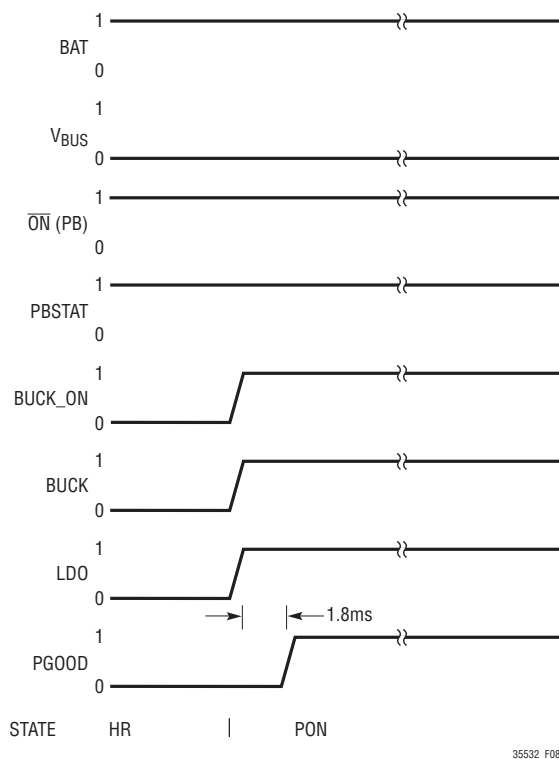 1
BAT
0
1
VBUS
0
1
ON (PB)
0
1
PBSTAT
0
1
BUCK_ON
0
1
BUCK
0
1
LDO
0
1.8ms
1
PGOOD
0
STATE HR PON
35532 F08